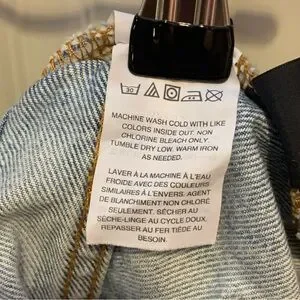 30
MACHINE WASH COLD WITH LIKE
COLORS INSIDE OUT. NON
CHLORINE BLEACH ONLY.
TUMBLE DRY LOW. WARM IRON
AS NEEDED.
LAVER À LA MACHINE À L'EAU
FROIDE AVEC DES COULEURS
SIMILAIRES À L'ENVERS. AGENT
DE BLANCHIMENT NON CHLORÉ
SEULEMENT. SÉCHER AU
SÈCHE-LINGE AU CYCLE DOUX.
REPASSER AU FER TIÈDE AU
BESOIN.